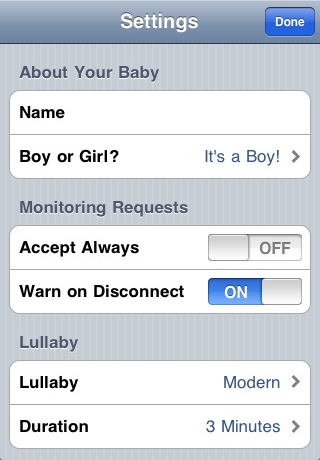 Settings Done
About Your Baby
Name
Boy or Girl? It's a Boy!
Monitoring Requests
Accept Always OFF
Warn on Disconnect ON
Lullaby
Lullaby Modern
Duration 3 Minutes